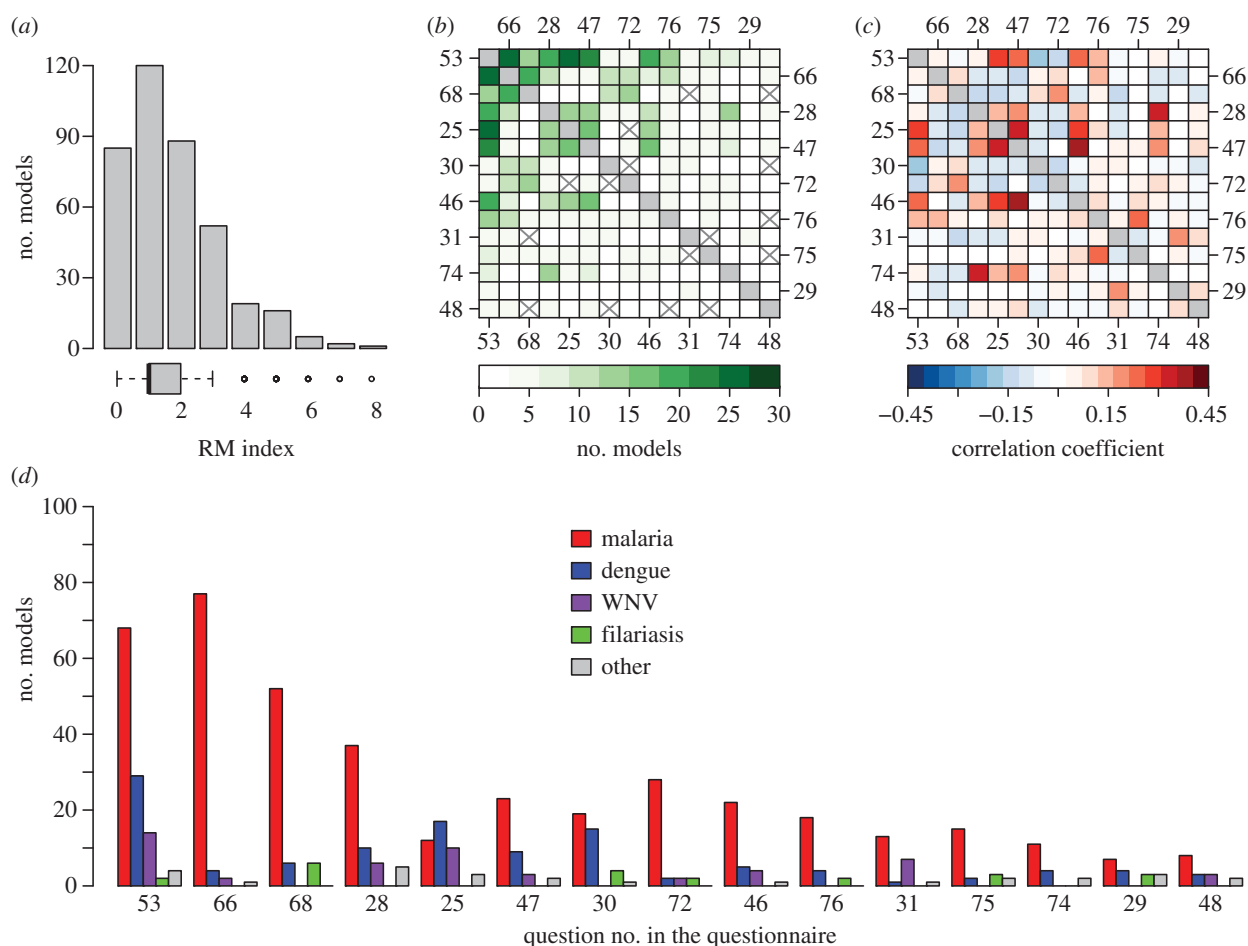 (a)
no. models
120
90
60
30
0
0 2 4 6 8
RM index
(b)
66 28 47 72 76 75 29
53
68
25
30
46
31
74
48
66
28
47
72
76
75
29
53 68 25 30 46 31 74 48
0 5 10 15 20 25 30
no. models
(c)
66 28 47 72 76 75 29
53
68
25
30
46
31
74
48
66
28
47
72
76
75
29
53 68 25 30 46 31 74 48
−0.45 −0.15 0.15 0.45
correlation coefficient
(d)
no. models
100
80
60
40
20
0
malaria
dengue
WNV
filariasis
other
53 66 68 28 25 47 30 72 46 76 31 75 74 29 48
question no. in the questionnaire